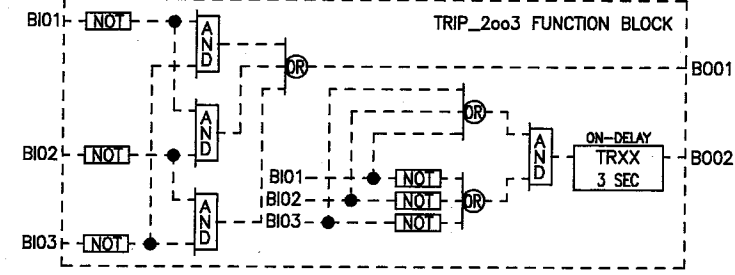 BI01 NOT AND TRIP_2oo3 FUNCTION BLOCK
OR BO01
OR
AND ON-DELAY
BI02 NOT AND TRXX BO02
3 SEC
BI01 NOT
BI02 NOT OR
BI03 NOT
AND
BI03 NOT